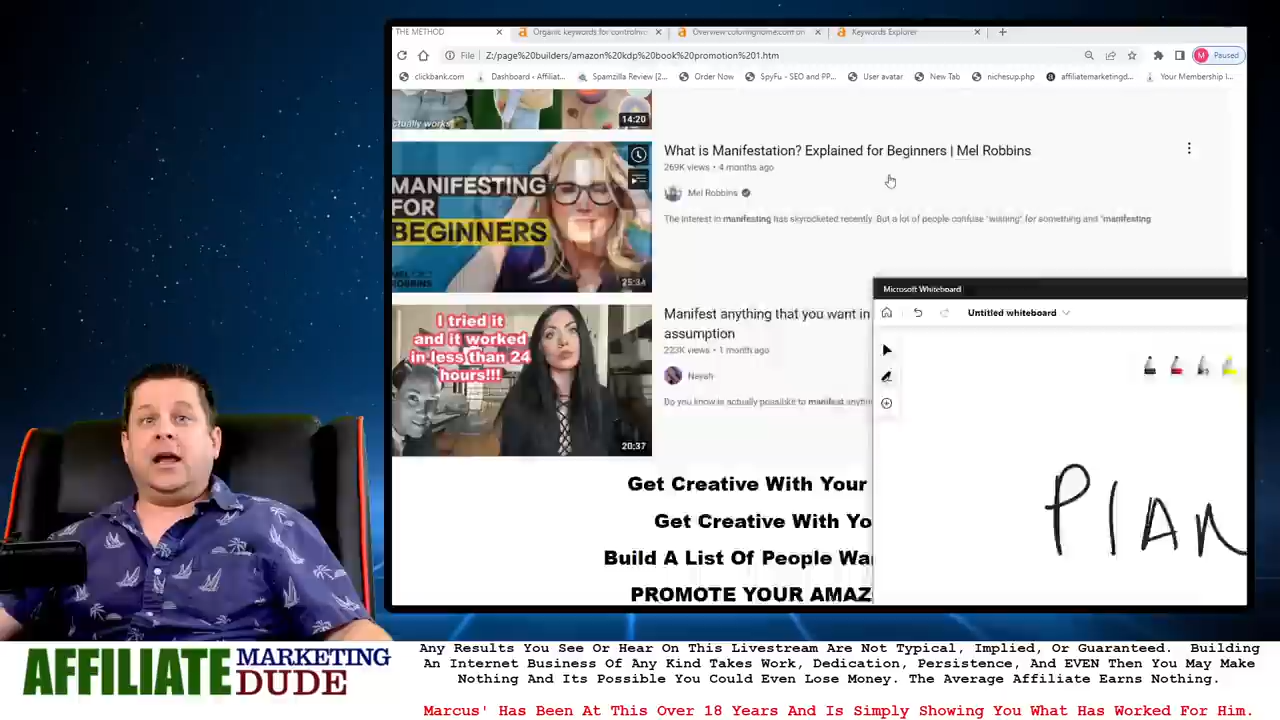 THE METHOD
Organic keywords for
Overview coloringhome.com on
Keywords Explorer
File
Z:/page%20builders/amazon%20kdp%20book%20promotion%201.htm
M Paused
clickbank.com
Dashboard - Affiliat...
Spamzilla Review (2...
Order Now
SpyFu - SEO and PP...
User avatar
New Tab
nichesup.php
affiliatemarketingd...
Your Membership I...
actually works
14:20
MANIFESTING
FOR
BEGINNERS
MEL
ROBBINS
25:34
What is Manifestation? Explained for Beginners | Mel Robbins
269K views • 4 months ago
Mel Robbins
The interest in manifesting has skyrocketed recently. But a lot of people confuse "wishing" for something and "manifesting
I tried it
and it worked
in less than 24
hours!!!
20:37
Manifest anything that you want in
assumption
223K views • 1 month ago
Nayah
Do you know is actually possible to manifest
Get Creative With Your
Get Creative With Yo
Build A List Of People Wa
PROMOTE YOUR AMAZ
Microsoft Whiteboard
Untitled whiteboard
PLAN
AFFILIATE MARKETING DUDE
Any Results You See or Hear On This Livestream Are Not Typical, Implied, Or Guaranteed. Building
An Internet Business Of Any Kind Takes Work, Dedication, Persistence, And EVEN Then You May Make
Nothing And Its Possible You Could Even Lose Money. The Average Affiliate Earns Nothing.
Marcus' Has Been At This Over 18 Years And Is Simply Showing You What Has Worked For Him.